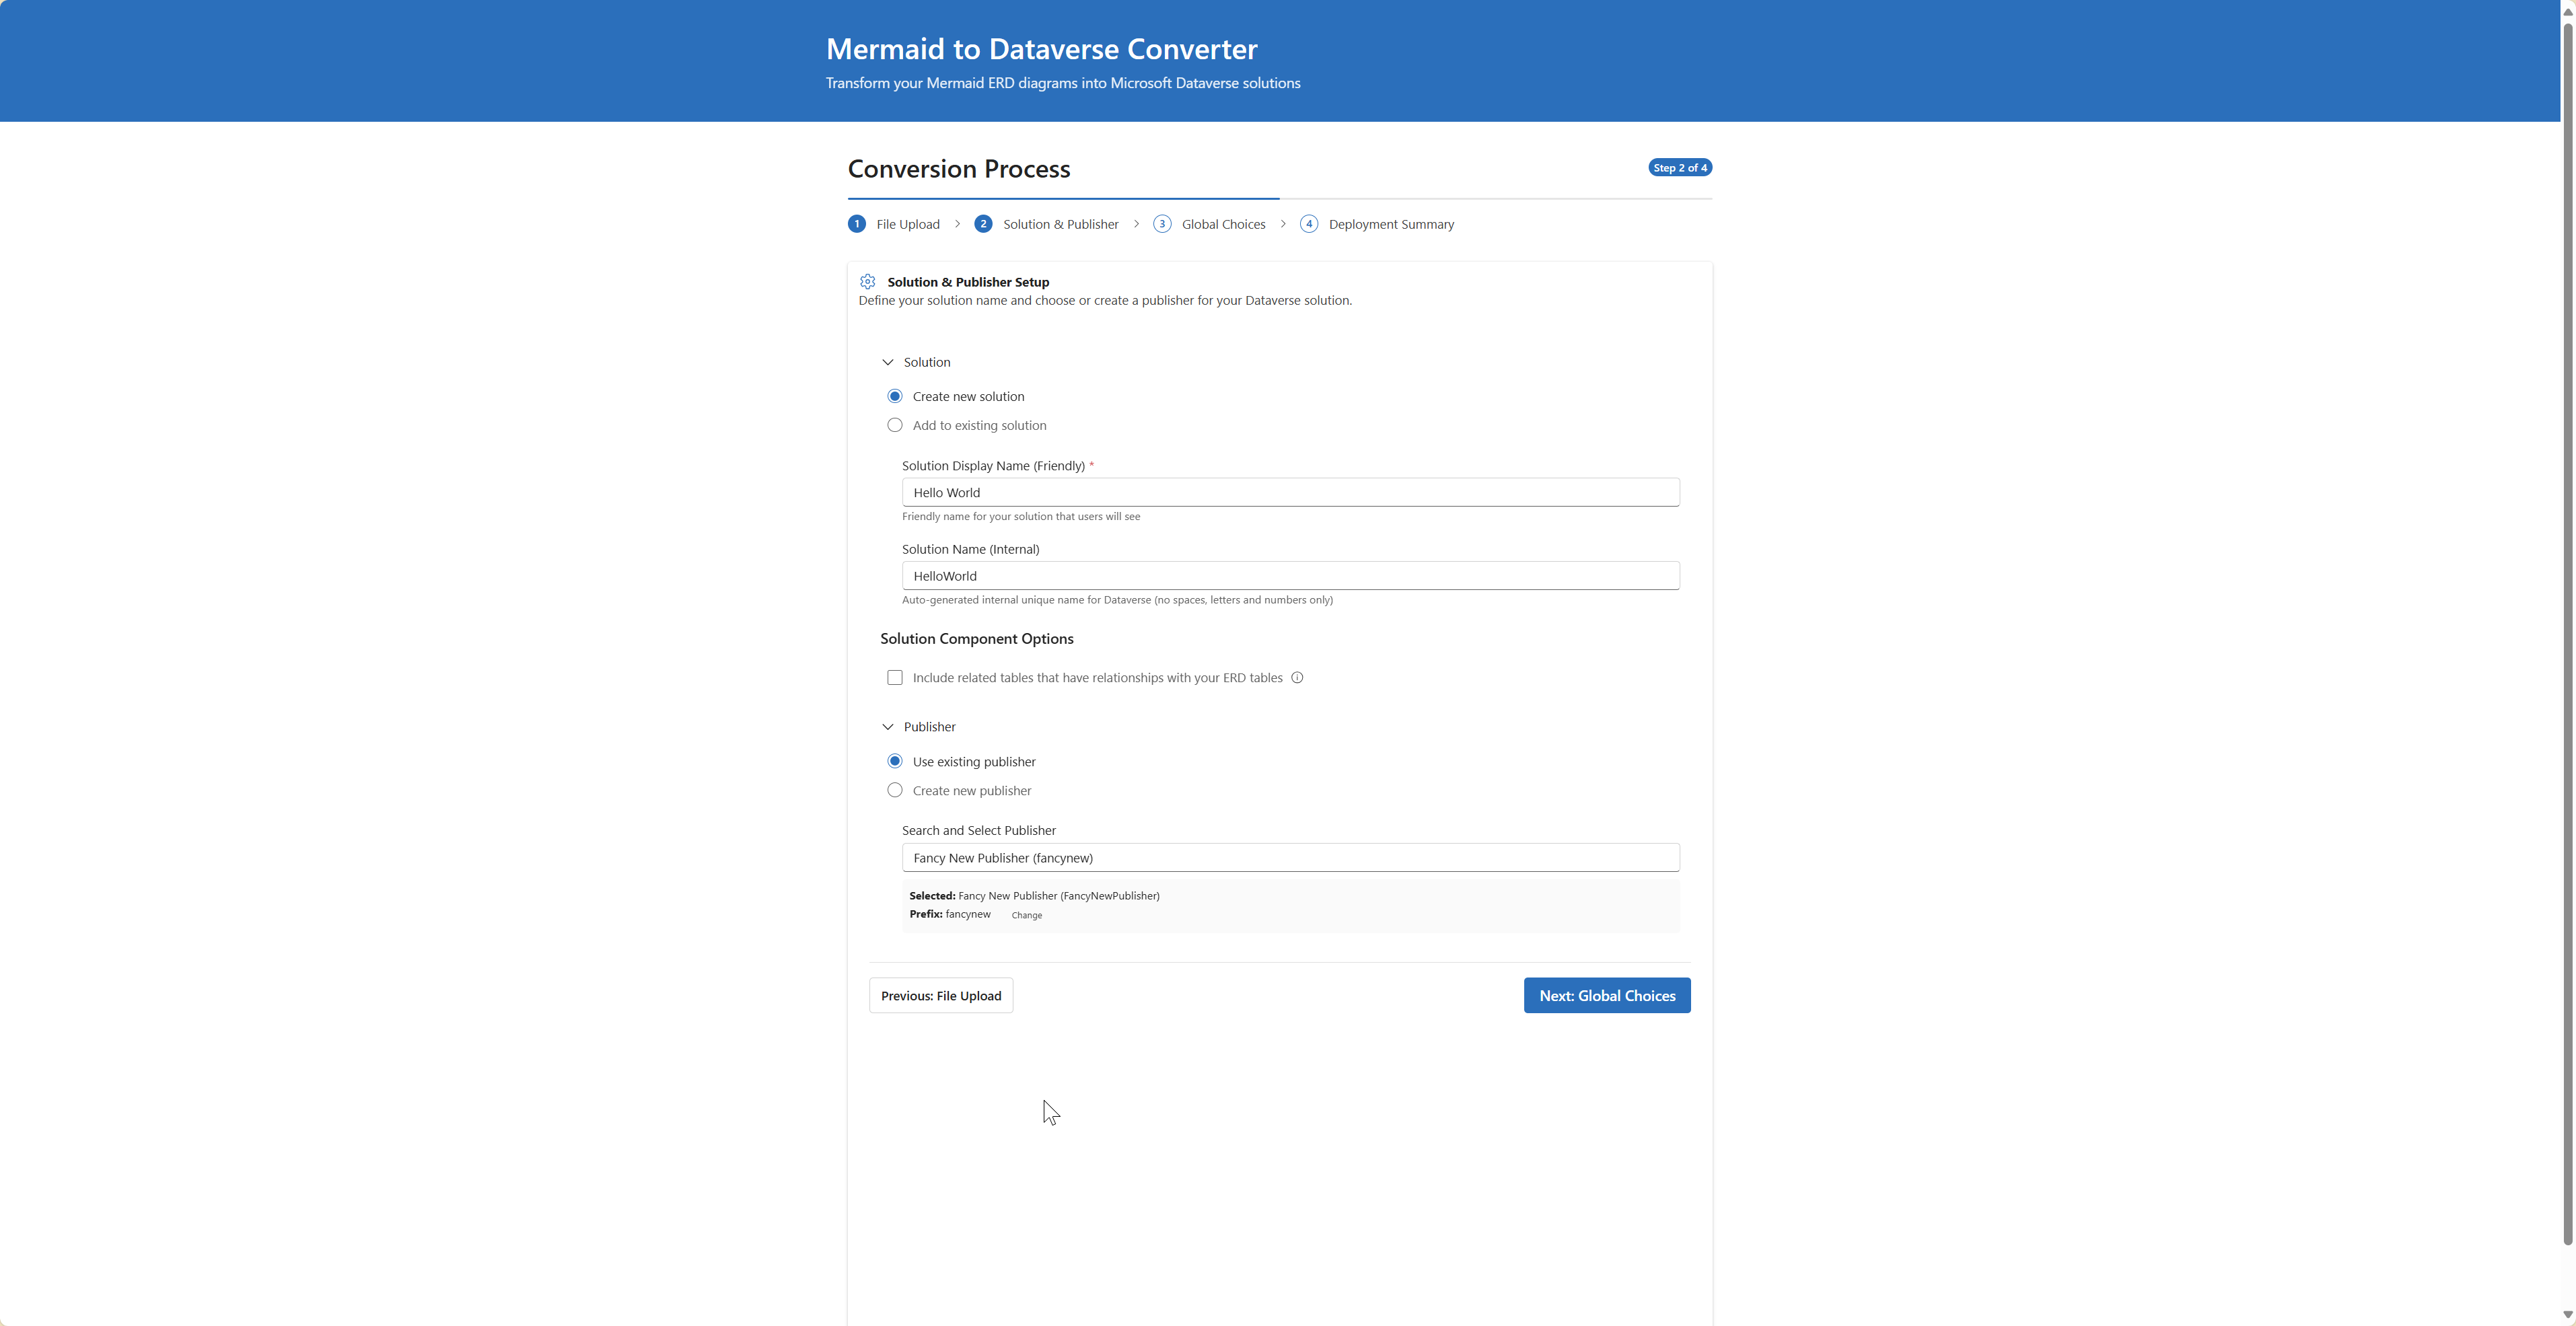 Mermaid to Dataverse Converter
Transform your Mermaid ERD diagrams into Microsoft Dataverse solutions
Conversion Process
Step 2 of 4
1 File Upload > 2 Solution & Publisher > 3 Global Choices > 4 Deployment Summary
Solution & Publisher Setup
Define your solution name and choose or create a publisher for your Dataverse solution.
Solution
Create new solution
Add to existing solution
Solution Display Name (Friendly) *
Hello World
Friendly name for your solution that users will see
Solution Name (Internal)
HelloWorld
Auto-generated internal unique name for Dataverse (no spaces, letters and numbers only)
Solution Component Options
Include related tables that have relationships with your ERD tables
Publisher
Use existing publisher
Create new publisher
Search and Select Publisher
Fancy New Publisher (fancynew)
Selected: Fancy New Publisher (FancyNewPublisher)
Prefix: fancynew Change
Previous: File Upload
Next: Global Choices